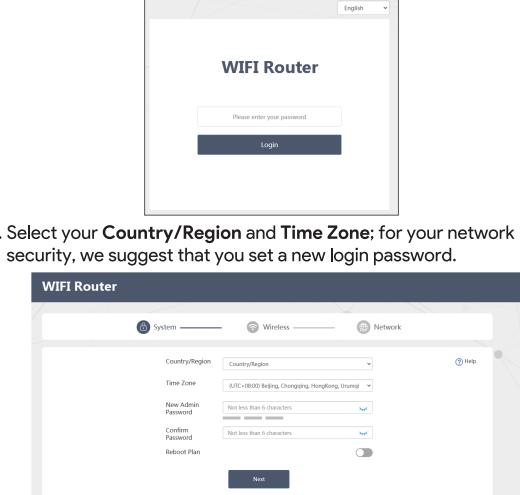 English
WIFI Router
Please enter your password
Login
. Select your Country/Region and Time Zone; for your network
security, we suggest that you set a new login password.
WIFI Router
System
Wireless
Network
Country/Region
Country/Region
Help
Time Zone
(UTC+08:00) Beijing, Chongqing, HongKong, Urumqi
New Admin
Password
Not less than 6 characters
Confirm
Password
Not less than 6 characters
Reboot Plan
Next